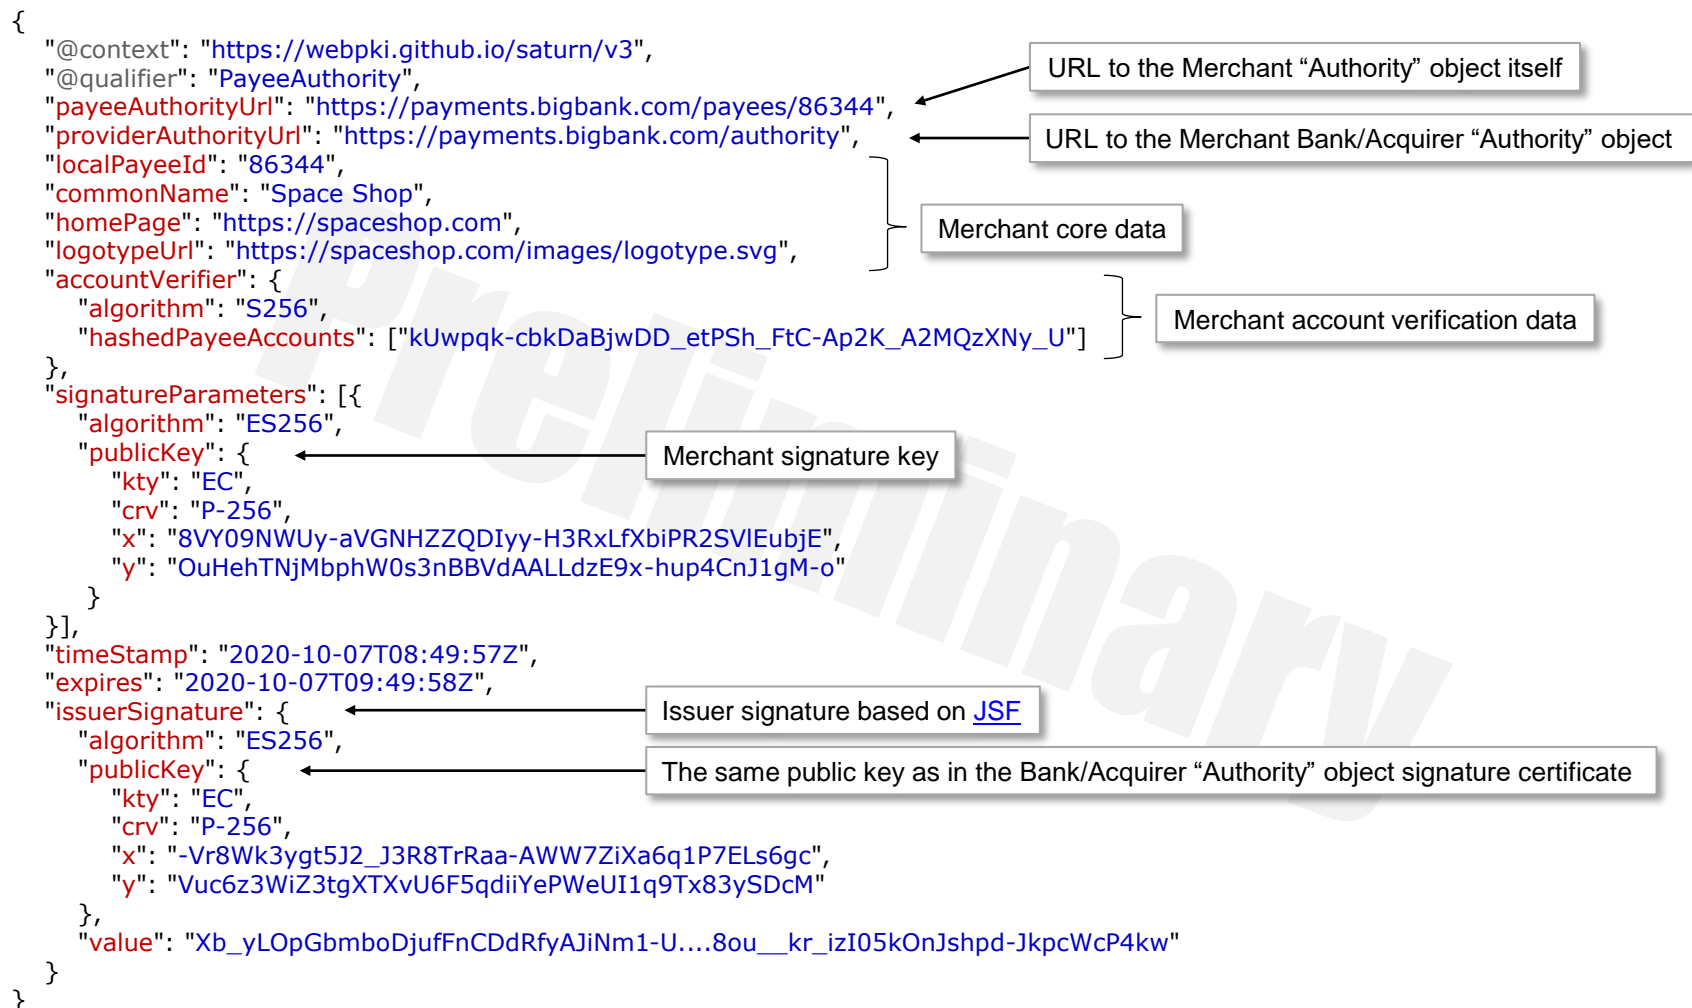 {
"@context": "https://webpki.github.io/saturn/v3",
"@qualifier": "PayeeAuthority",
"payeeAuthorityUrl": "https://payments.bigbank.com/payees/86344",
URL to the Merchant “Authority” object itself
"providerAuthorityUrl": "https://payments.bigbank.com/authority",
URL to the Merchant Bank/Acquirer “Authority” object
"localPayeeId": "86344",
"commonName": "Space Shop",
"homePage": "https://spaceshop.com",
"logotypeUrl": "https://spaceshop.com/images/logotype.svg",
Merchant core data
"accountVerifier": {
"algorithm": "S256",
"hashedPayeeAccounts": ["kUwpqk-cbkDaBjwDD_etPSh_FtC-Ap2K_A2MQzXNy_U"]
Merchant account verification data
},
"signatureParameters": [{
"algorithm": "ES256",
"publicKey": {
Merchant signature key
"kty": "EC",
"crv": "P-256",
"x": "8VY09NWUy-aVGNHZZQDIyy-H3RxLfXbiPR2SVlEubjE",
"y": "OuHehTNjMbphW0s3nBBVdAALLdzE9x-hup4CnJ1gM-o"
}
}],
"timeStamp": "2020-10-07T08:49:57Z",
"expires": "2020-10-07T09:49:58Z",
"issuerSignature": {
Issuer signature based on JSF
"algorithm": "ES256",
"publicKey": {
The same public key as in the Bank/Acquirer “Authority” object signature certificate
"kty": "EC",
"crv": "P-256",
"x": "-Vr8Wk3ygt5J2_J3R8TrRaa-AWW7ZiXa6q1P7ELs6gc",
"y": "Vuc6z3WiZ3tgXTXvU6F5qdiiYePWeUI1q9Tx83ySDcM"
},
"value": "Xb_yLOpGbmboDjufFnCDdRfyAJiNm1-U....8ou__kr_izI05kOnJshpd-JkpcWcP4kw"
}
}
Preliminary